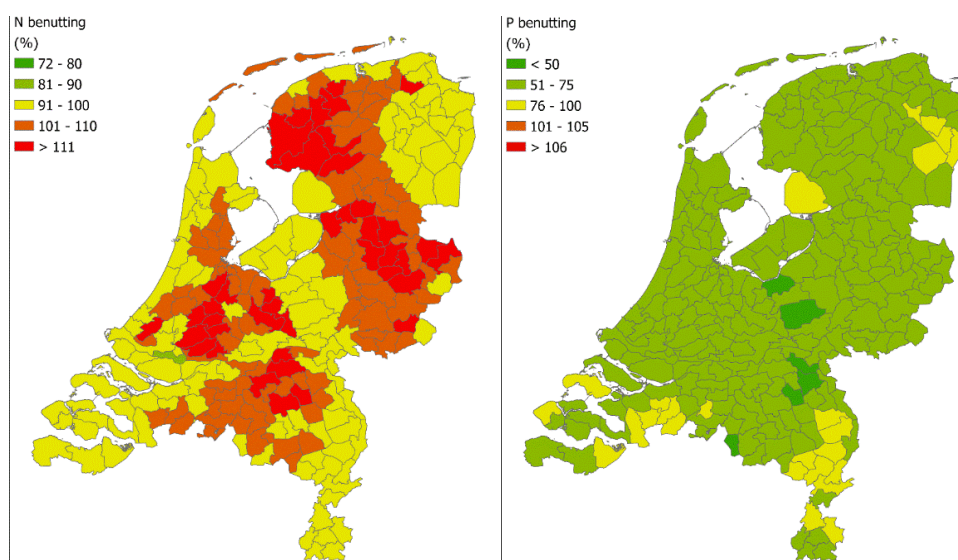 N benutting
(%)
72 - 80
81 - 90
91 - 100
101 - 110
> 111
P benutting
(%)
< 50
51 - 75
76 - 100
101 - 105
> 106